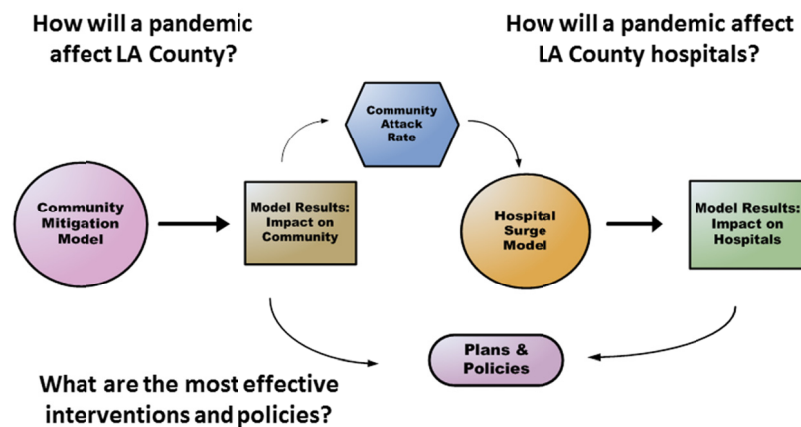 How will a pandemic
affect LA County?
How will a pandemic affect
LA County hospitals?
Community
Attack
Rate
Community
Mitigation
Model
Model Results:
Impact on
Community
Hospital
Surge
Model
Model Results:
Impact on
Hospitals
Plans &
Policies
What are the most effective
interventions and policies?